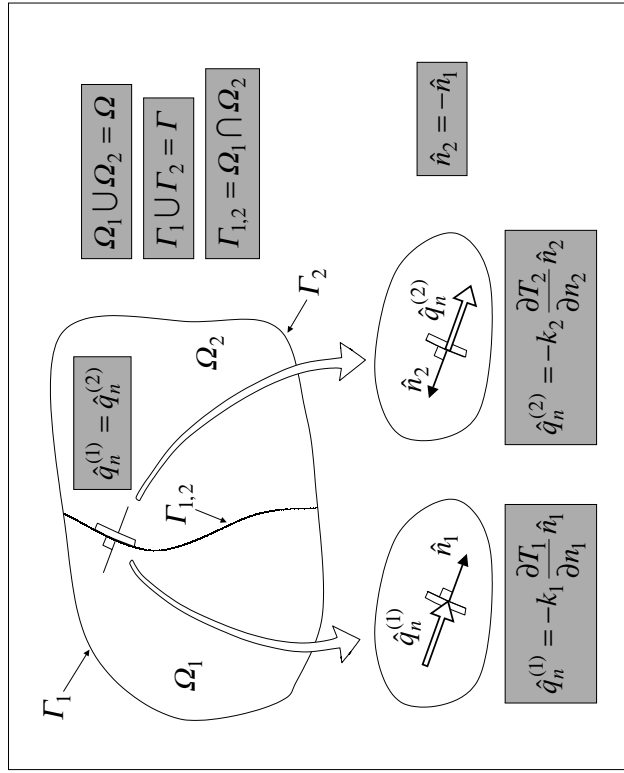 Γ₁
Ω₁
Γ₁,₂
Ω₂
Γ₂
q̂ₙ⁽¹⁾ = q̂ₙ⁽²⁾
Ω₁ ⋃ Ω₂ = Ω
Γ₁ ⋃ Γ₂ = Γ
Γ₁,₂ = Ω₁ ⋂ Ω₂
q̂ₙ⁽¹⁾
n̂₁
n̂₂
q̂ₙ⁽²⁾
n̂₂ = −n̂₁
q̂ₙ⁽¹⁾ = −k₁ ∂T₁/∂n₁ n̂₁
q̂ₙ⁽²⁾ = −k₂ ∂T₂/∂n₂ n̂₂